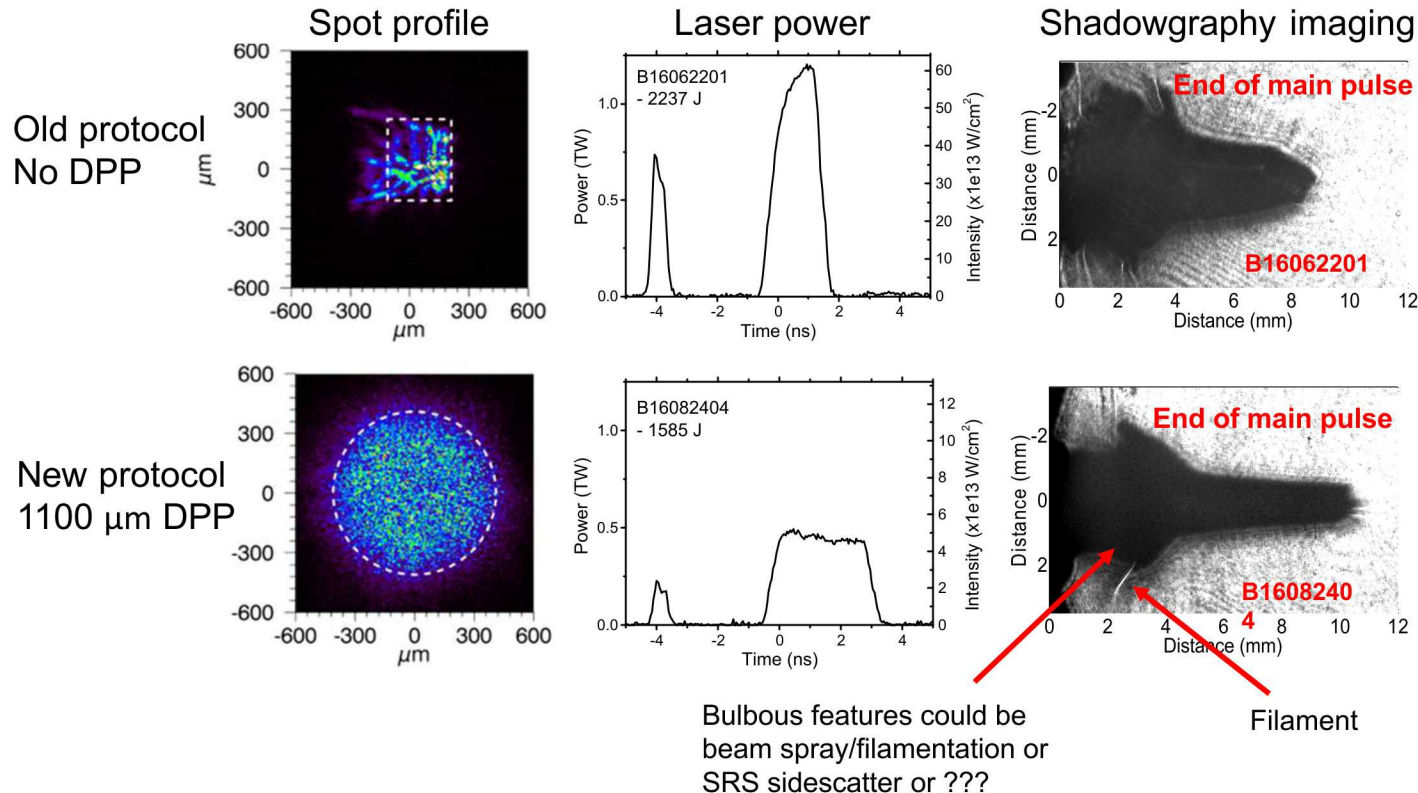 Spot profile
Laser power
Shadowgraphy imaging
Old protocol
No DPP
600
300
0
-300
-600
μm
-600 -300 0 300 600
μm
B16062201
- 2237 J
1.0
0.5
0.0
Power (TW)
60
50
40
30
20
10
0
Intensity (x1e13 W/cm²)
-4 -2 0 2 4
Time (ns)
End of main pulse
B16062201
-2
0
2
Distance (mm)
0 2 4 6 8 10 12
Distance (mm)
New protocol
1100 µm DPP
600
300
0
-300
-600
μm
-600 -300 0 300 600
μm
B16082404
- 1585 J
1.0
0.5
0.0
Power (TW)
12
10
8
6
4
2
0
Intensity (x1e13 W/cm²)
-4 -2 0 2 4
Time (ns)
End of main pulse
B1608240
4
-2
0
2
Distance (mm)
0 2 4 6 8 10 12
Distance (mm)
Bulbous features could be
beam spray/filamentation or
SRS sidescatter or ???
Filament